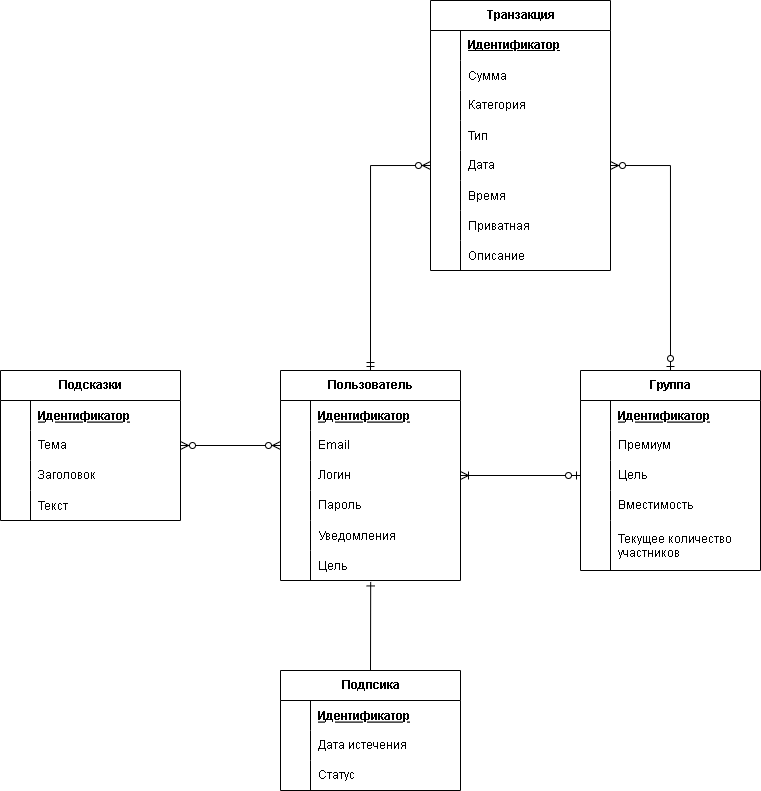 Транзакция
Идентификатор
Сумма
Категория
Тип
Дата
Время
Приватная
Описание
Подсказки
Идентификатор
Тема
Заголовок
Текст
Пользователь
Идентификатор
Email
Логин
Пароль
Уведомления
Цель
Группа
Идентификатор
Премиум
Цель
Вместимость
Текущее количество
участников
Подпсика
Идентификатор
Дата истечения
Статус